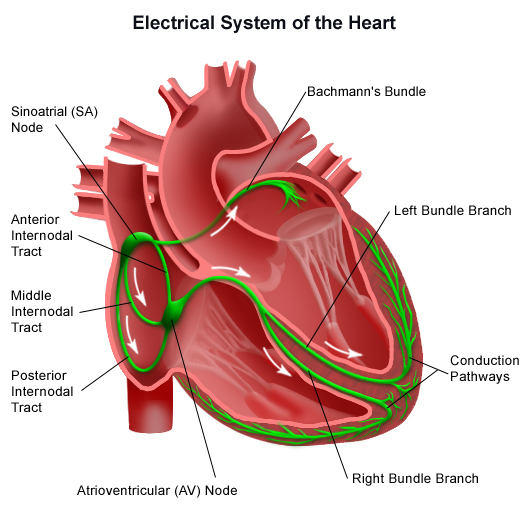 Electrical System of the Heart
Bachmann's Bundle
Sinoatrial (SA)
Node
Left Bundle Branch
Anterior
Internodal
Tract
Middle
Internodal
Tract
Conduction
Pathways
Posterior
Internodal
Tract
Right Bundle Branch
Atrioventricular (AV) Node